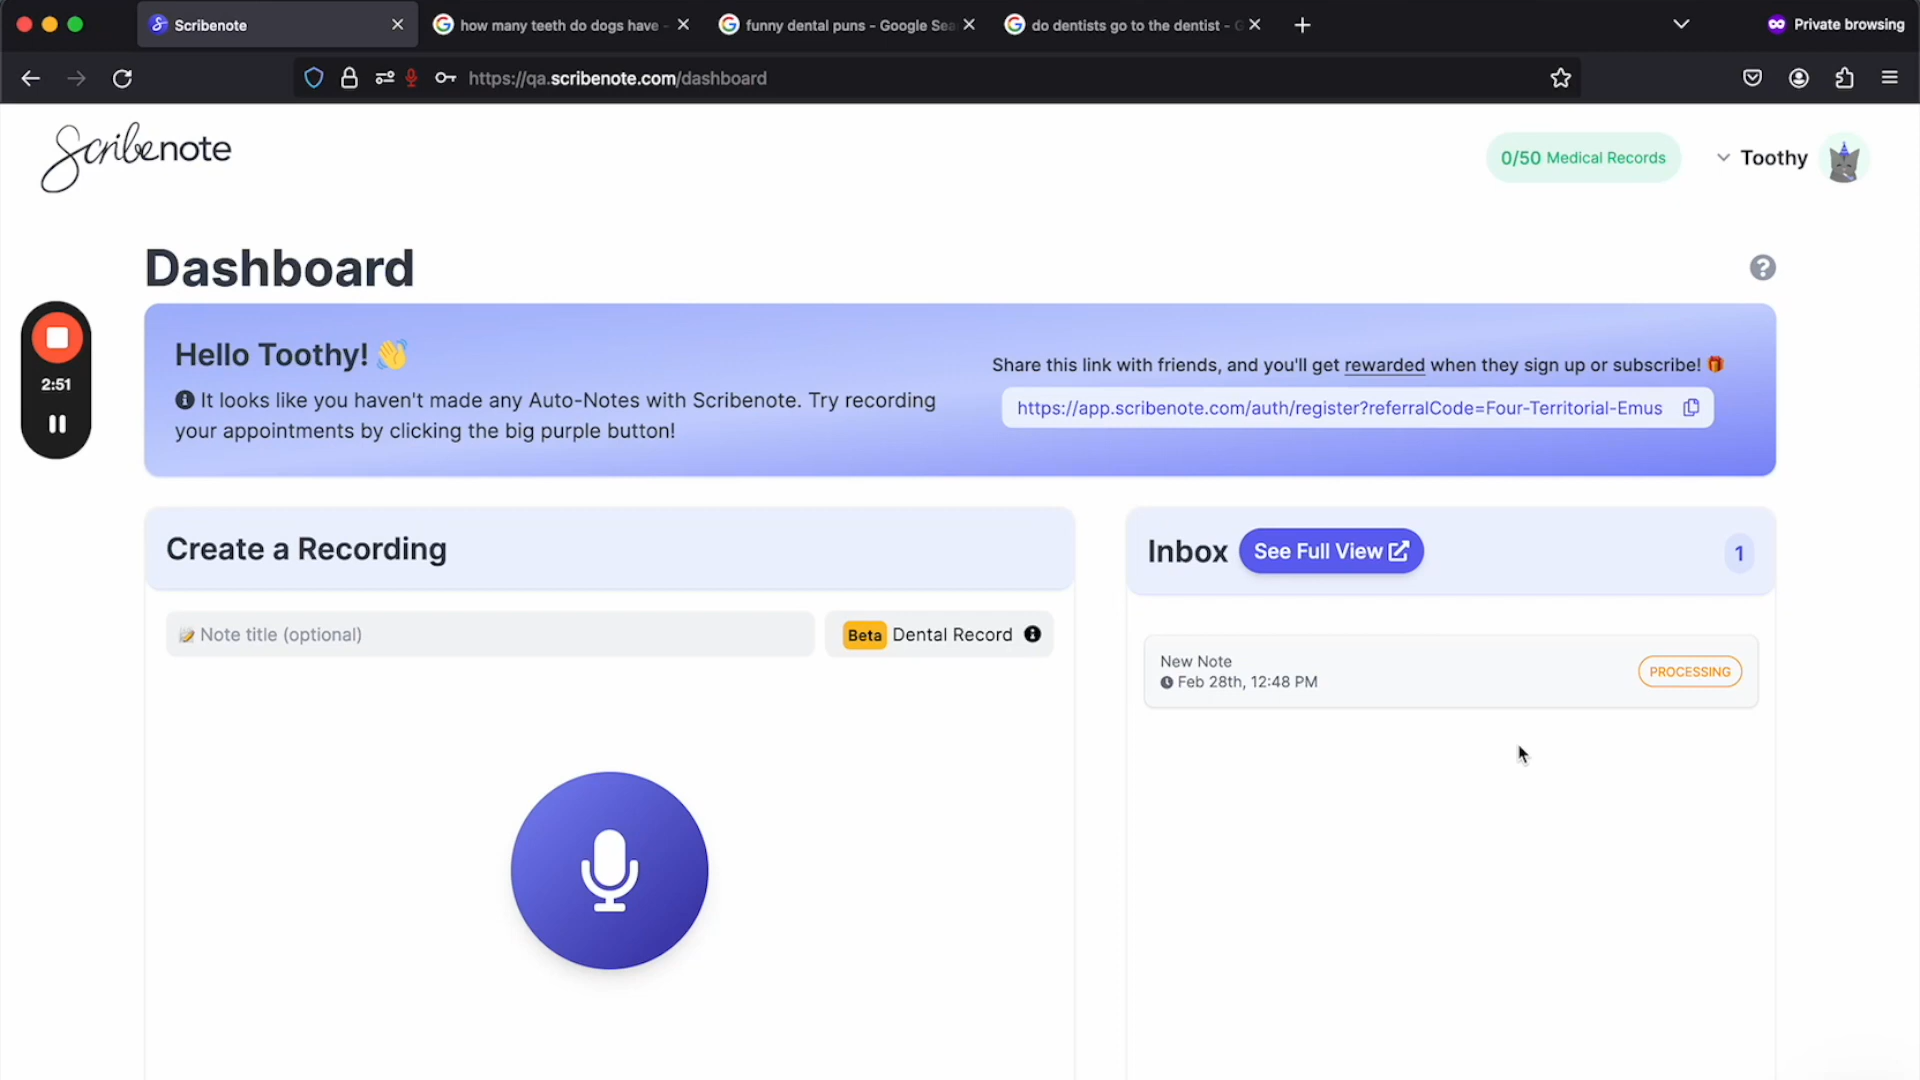 Scribenote
how many teeth do dogs have -
funny dental puns - Google Sea
do dentists go to the dentist - G
Private browsing
https://qa.scribenote.com/dashboard
Scribenote
0/50 Medical Records
Toothy
Dashboard
Hello Toothy! 👋
It looks like you haven't made any Auto-Notes with Scribenote. Try recording
your appointments by clicking the big purple button!
Share this link with friends, and you'll get rewarded when they sign up or subscribe! 🎁
https://app.scribenote.com/auth/register?referralCode=Four-Territorial-Emus
2:51
Create a Recording
Note title (optional)
Beta Dental Record
Inbox
See Full View
1
New Note
Feb 28th, 12:48 PM
PROCESSING